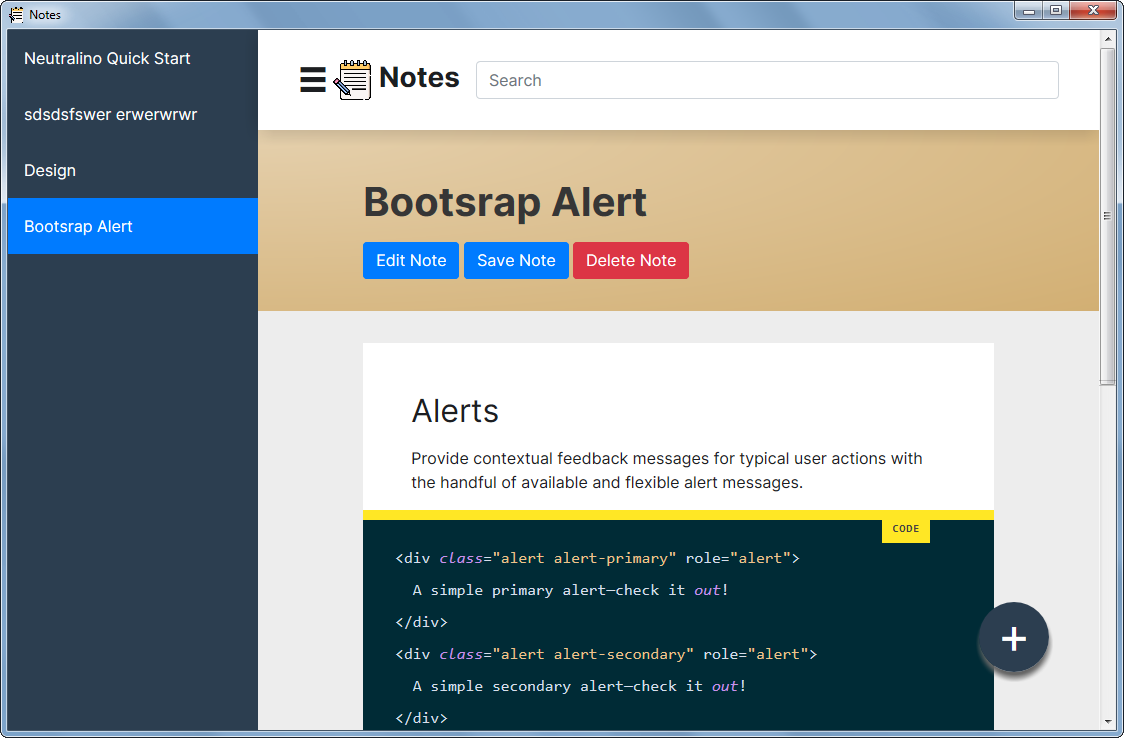 Notes
Neutralino Quick Start
sdsdsfswer erwerwrwr
Design
Bootsrap Alert
Notes
Search
Bootsrap Alert
Edit Note Save Note Delete Note
Alerts
Provide contextual feedback messages for typical user actions with
the handful of available and flexible alert messages.
CODE
<div class="alert alert-primary" role="alert">
  A simple primary alert—check it out!
</div>
<div class="alert alert-secondary" role="alert">
  A simple secondary alert—check it out!
</div>